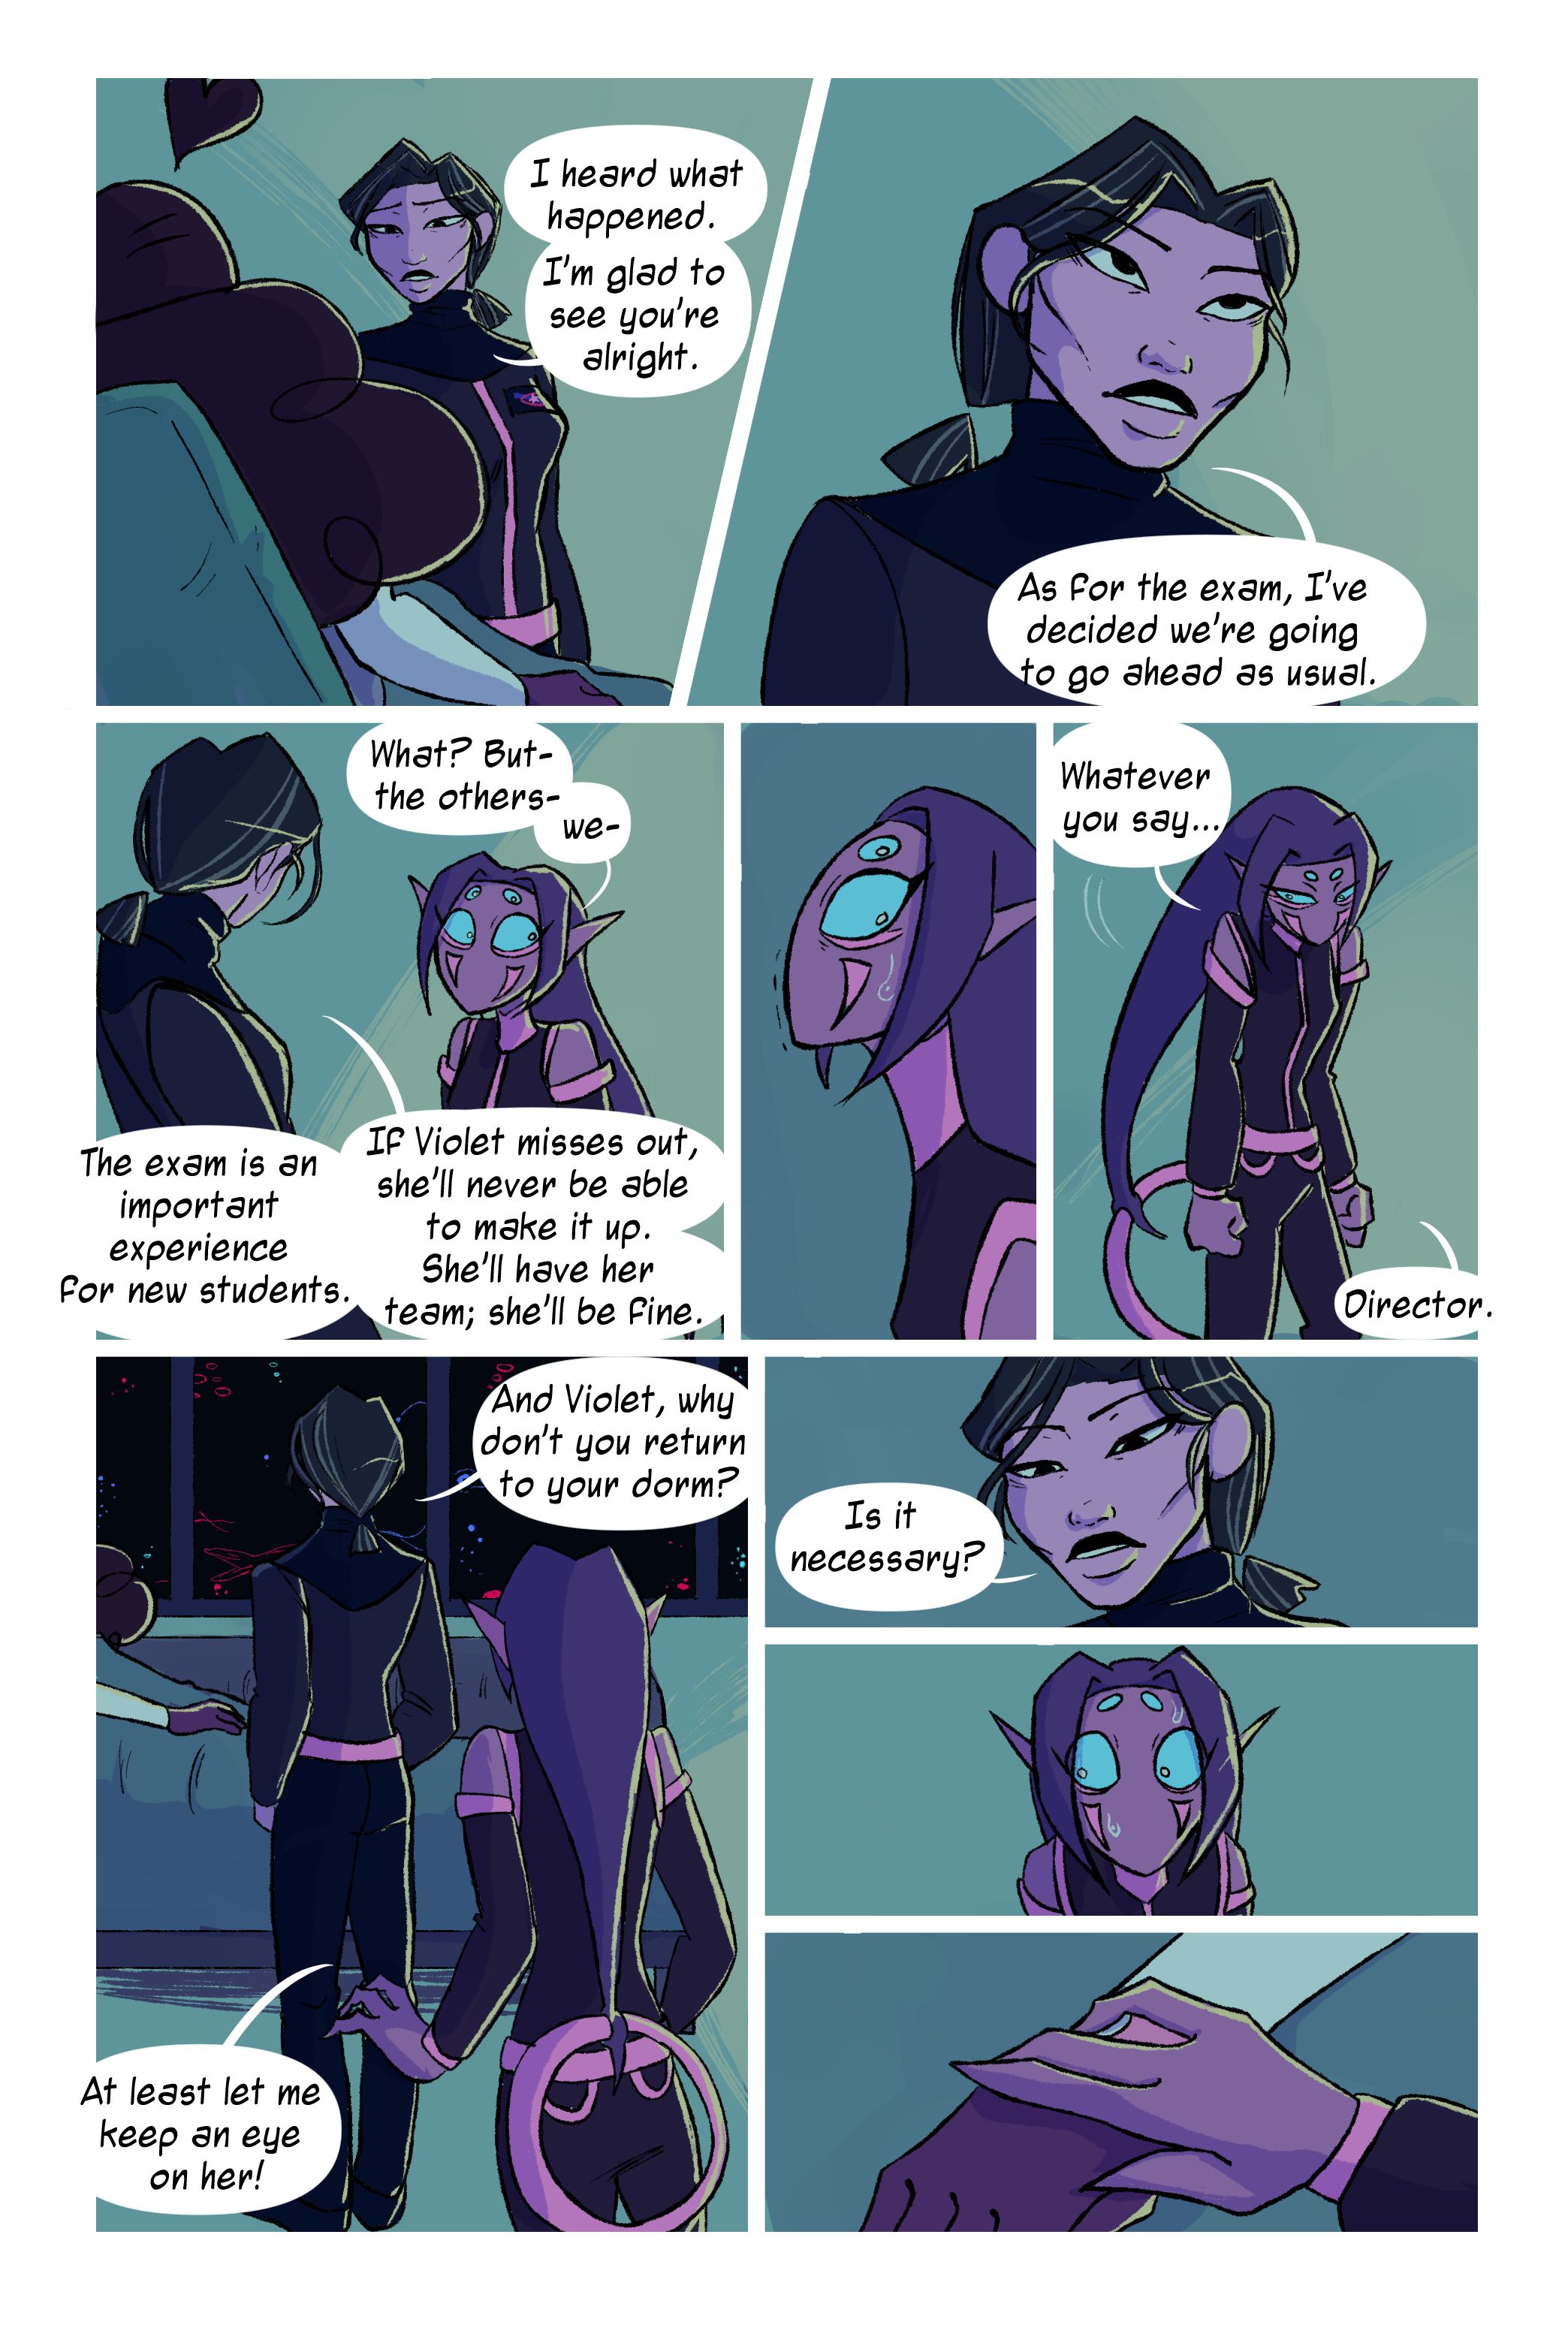 I heard what
happened.
I'm glad to
see you're
alright.
As for the exam, I've
decided we're going
to go ahead as usual.
What? But-
the others-
we-
The exam is an
important
experience
for new students.
If Violet misses out,
she'll never be able
to make it up.
She'll have her
team; she'll be fine.
Whatever
you say...
Director.
And Violet, why
don't you return
to your dorm?
At least let me
keep an eye
on her!
Is it
necessary?